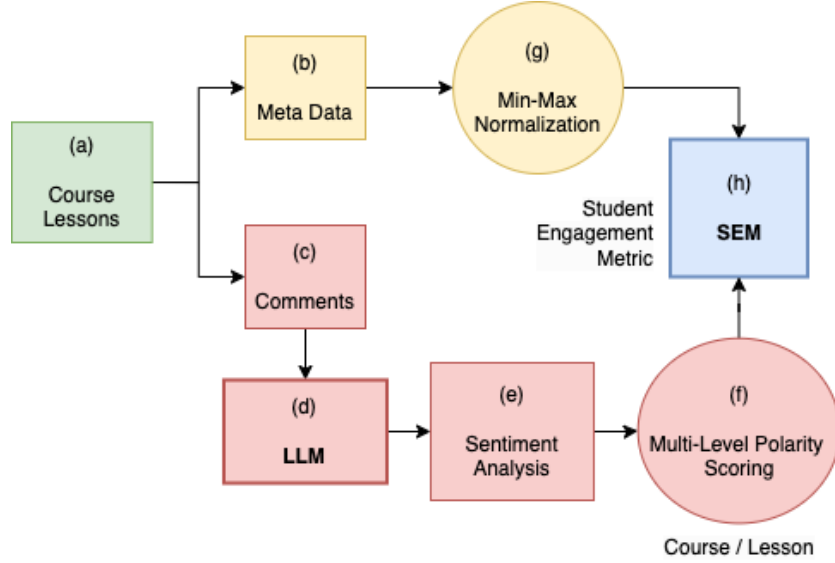 (a)
Course
Lessons
(b)
Meta Data
(g)
Min-Max
Normalization
(c)
Comments
Student
Engagement
Metric
(h)
SEM
(d)
LLM
(e)
Sentiment
Analysis
(f)
Multi-Level Polarity
Scoring
Course / Lesson